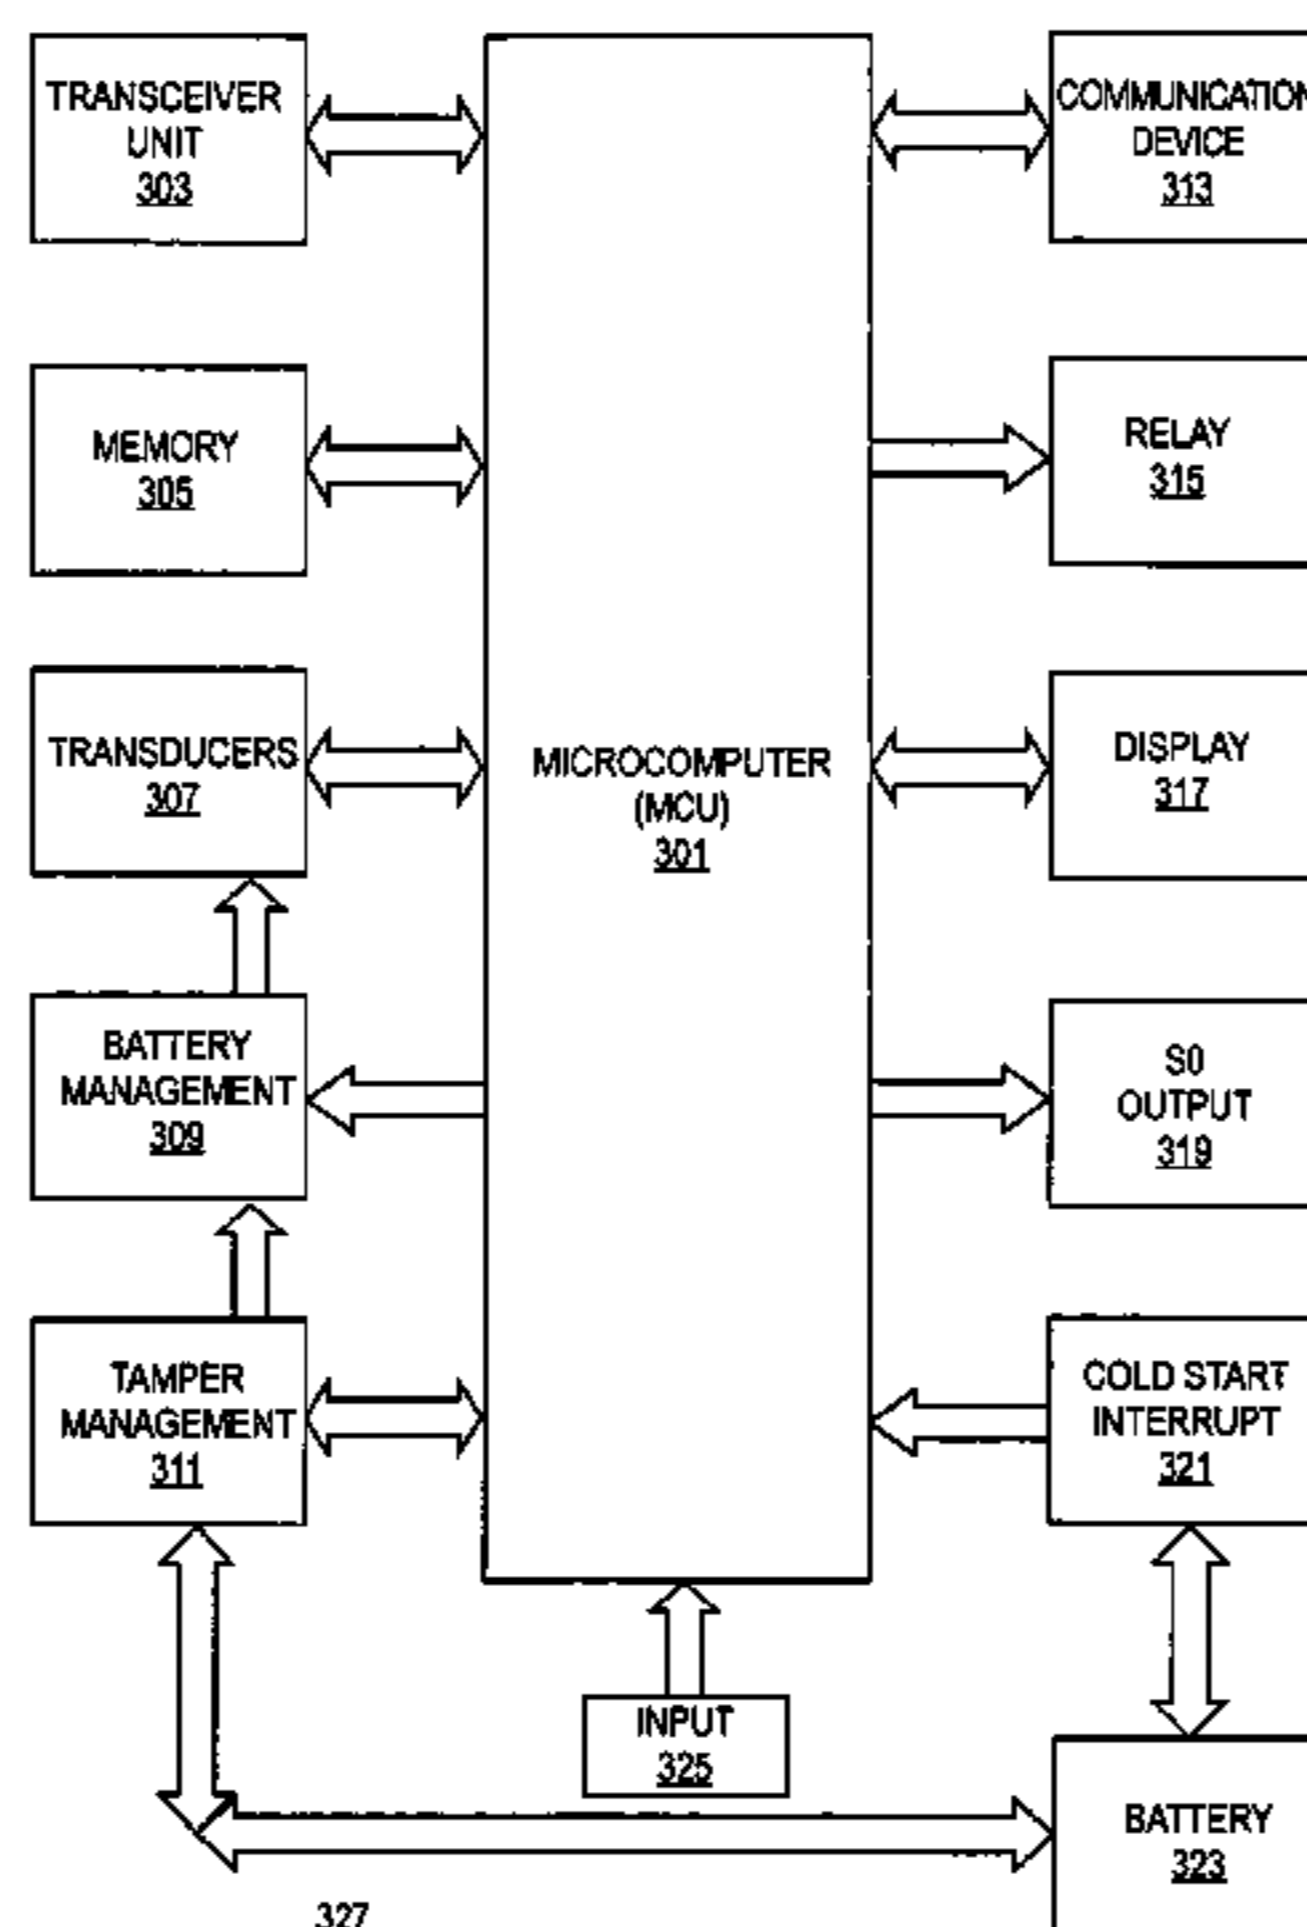 TRANSCEIVER
UNIT
303
MEMORY
305
TRANSDUCERS
307
BATTERY
MANAGEMENT
309
TAMPER
MANAGEMENT
311
MICROCOMPUTER
(MCU)
301
INPUT
325
COMMUNICATION
DEVICE
313
RELAY
315
DISPLAY
317
S0
OUTPUT
319
COLD START
INTERRUPT
321
BATTERY
323
327